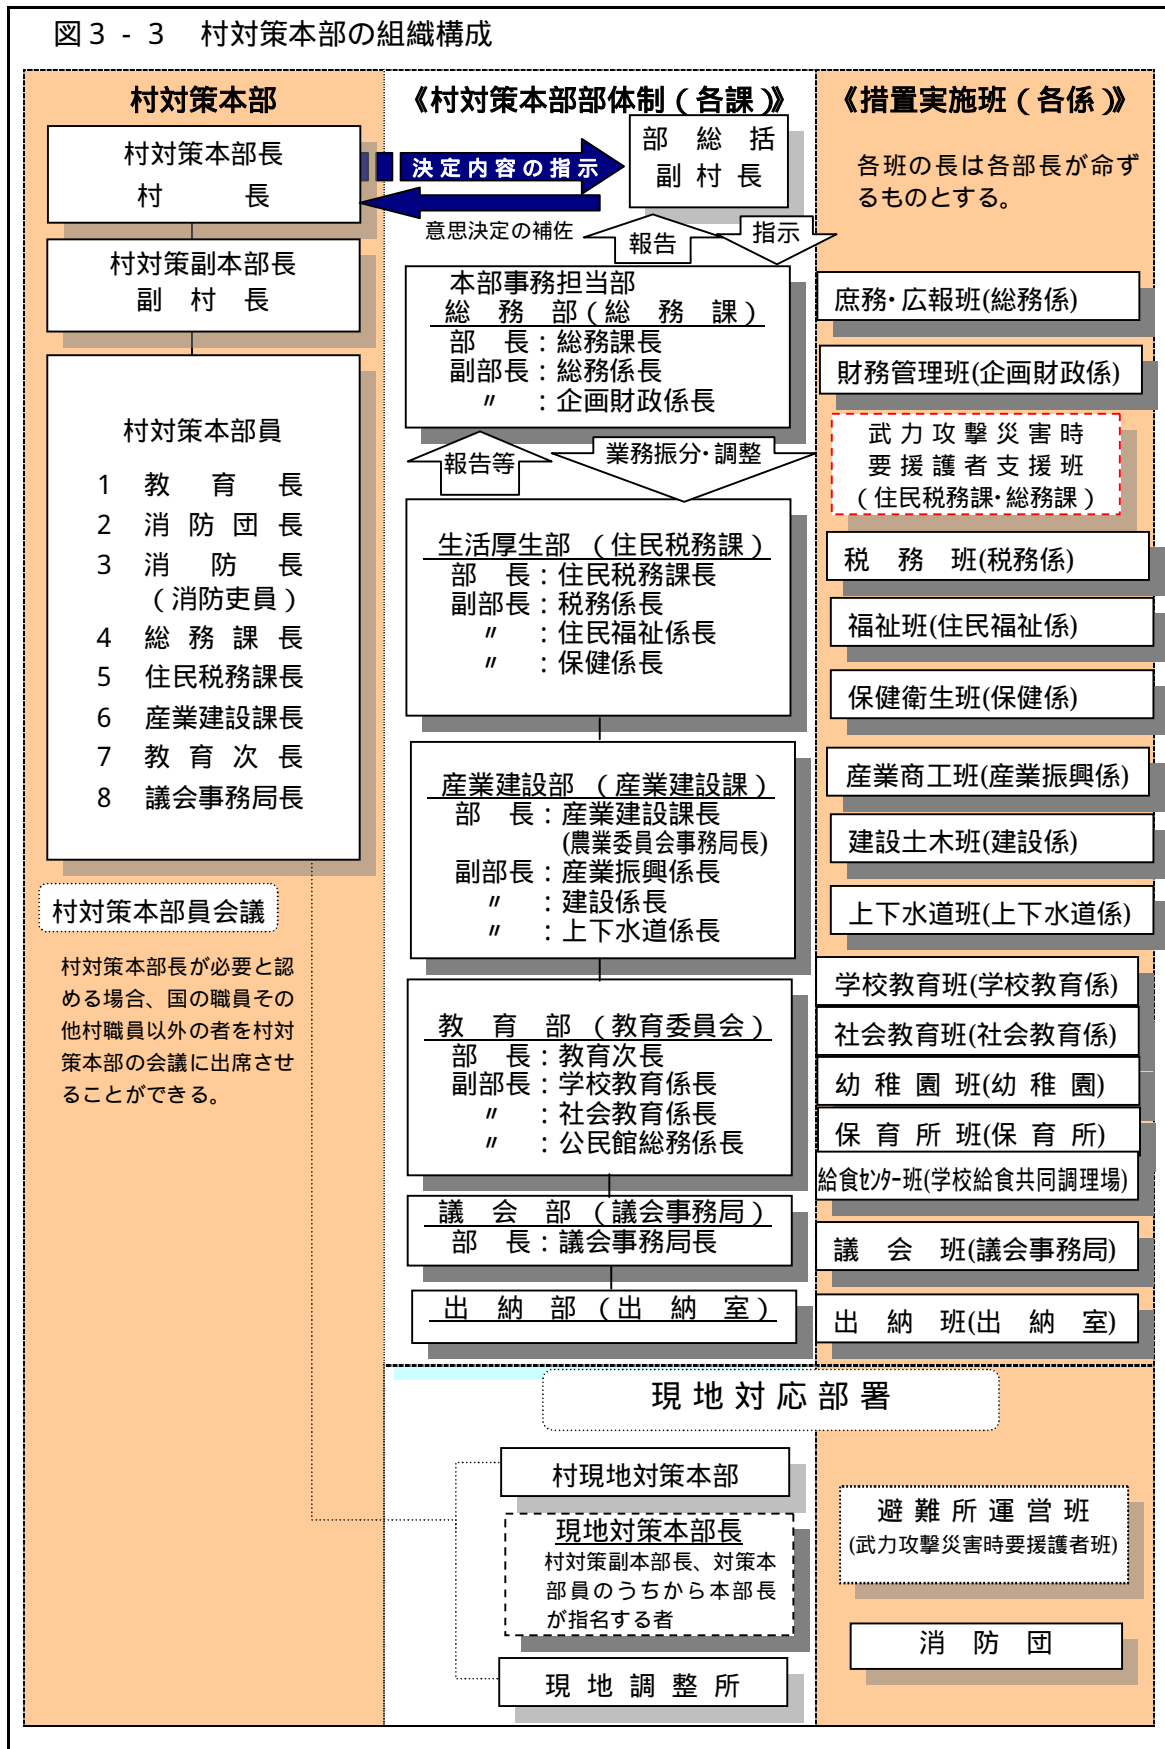 図３－３　村対策本部の組織構成
村対策本部
村対策本部長
村　長
村対策副本部長
副　村　長
村対策本部員
1　教　育　長
2　消防団長
3　消　防　長
（消防吏員）
4　総務課長
5　住民税務課長
6　産業建設課長
7　教育次長
8　議会事務局長
村対策本部員会議
村対策本部長が必要と認
める場合、国の職員その
他村職員以外の者を村対
策本部の会議に出席させ
ることができる。
《村対策本部部体制（各課）》
決定内容の指示
意思決定の補佐
部　総　括
副　村　長
報告
指示
本部事務担当部
総　務　部（総　務　課）
部　長：総務課長
副部長：総務係長
〃　：企画財政係長
報告等
業務振分・調整
生活厚生部（住民税務課）
部　長：住民税務課長
副部長：税務係長
〃　：住民福祉係長
〃　：保健係長
産業建設部（産業建設課）
部　長：産業建設課長
(農業委員会事務局長)
副部長：産業振興係長
〃　：建設係長
〃　：上下水道係長
教　育　部（教育委員会）
部　長：教育次長
副部長：学校教育係長
〃　：社会教育係長
〃　：公民館総務係長
議　会　部（議会事務局）
部　長：議会事務局長
出　納　部（出　納　室）
《措置実施班（各係）》
各班の長は各部長が命ず
るものとする。
庶務・広報班(総務係)
財務管理班(企画財政係)
武力攻撃災害時
要援護者支援班
（住民税務課・総務課）
税　務　班(税務係)
福祉班(住民福祉係)
保健衛生班(保健係)
産業商工班(産業振興係)
建設土木班(建設係)
上下水道班(上下水道係)
学校教育班(学校教育係)
社会教育班(社会教育係)
幼稚園班(幼稚園)
保育所班(保育所)
給食ｾﾝﾀｰ班(学校給食共同調理場)
議　会　班(議会事務局)
出　納　班(出　納　室)
現地対応部署
村現地対策本部
現地対策本部長
村対策副本部長、対策本
部員のうちから本部長
が指名する者
現地調整所
避難所運営班
(武力攻撃災害時要援護者班)
消　防　団